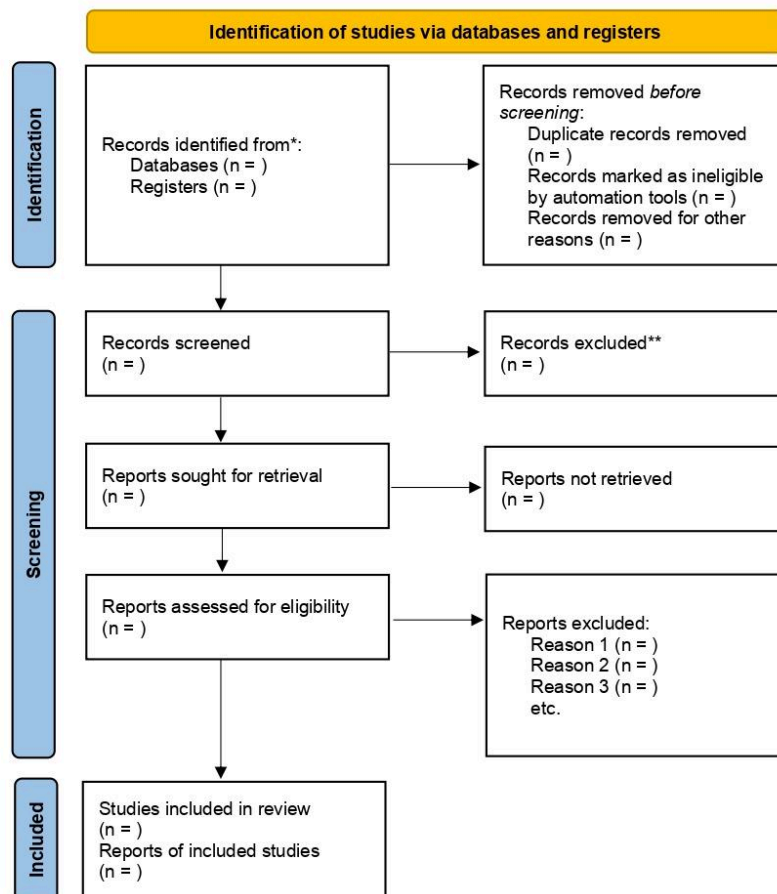 Identification of studies via databases and registers
Identification
Records identified from*:
Databases (n = )
Registers (n = )
Records removed before
screening:
Duplicate records removed
(n = )
Records marked as ineligible
by automation tools (n = )
Records removed for other
reasons (n = )
Screening
Records screened
(n = )
Records excluded**
(n = )
Reports sought for retrieval
(n = )
Reports not retrieved
(n = )
Reports assessed for eligibility
(n = )
Reports excluded:
Reason 1 (n = )
Reason 2 (n = )
Reason 3 (n = )
etc.
Included
Studies included in review
(n = )
Reports of included studies
(n = )